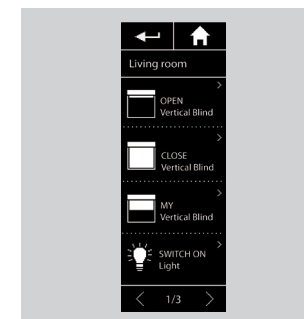 Living room
OPEN
Vertical Blind
CLOSE
Vertical Blind
MY
Vertical Blind
SWITCH ON
Light
1/3